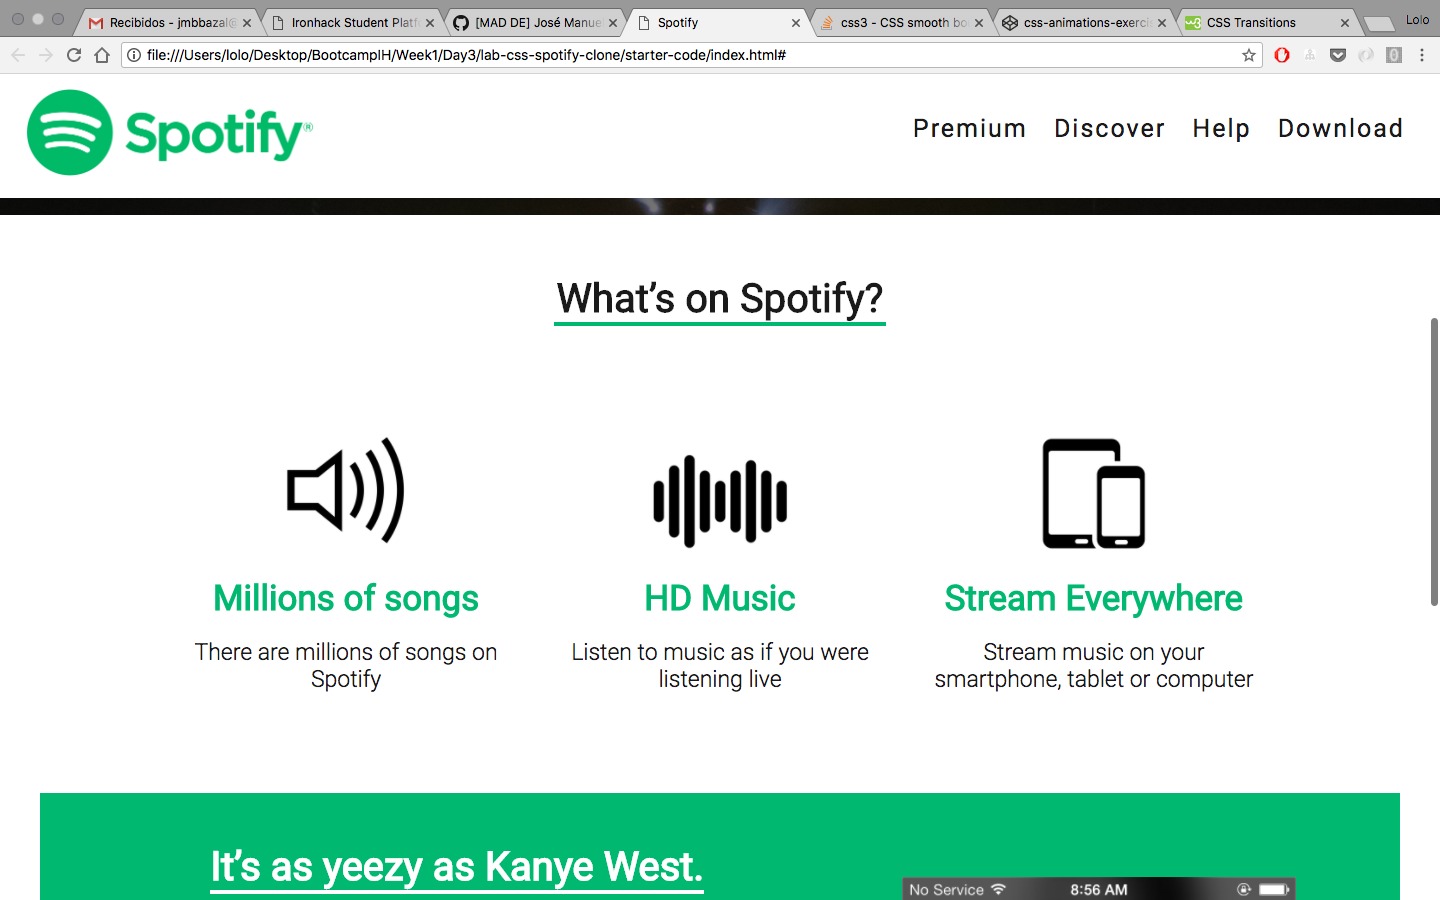 Recibidos - jmbbazal@
Ironhack Student Platf
[MAD DE] José Manue
Spotify
css3 - CSS smooth bo
css-animations-exercis
w3 CSS Transitions
Lolo
file:///Users/lolo/Desktop/BootcampIH/Week1/Day3/lab-css-spotify-clone/starter-code/index.html#
Spotify®
Premium Discover Help Download
What's on Spotify?
Millions of songs
There are millions of songs on
Spotify
HD Music
Listen to music as if you were
listening live
Stream Everywhere
Stream music on your
smartphone, tablet or computer
It's as yeezy as Kanye West.
No Service 8:56 AM